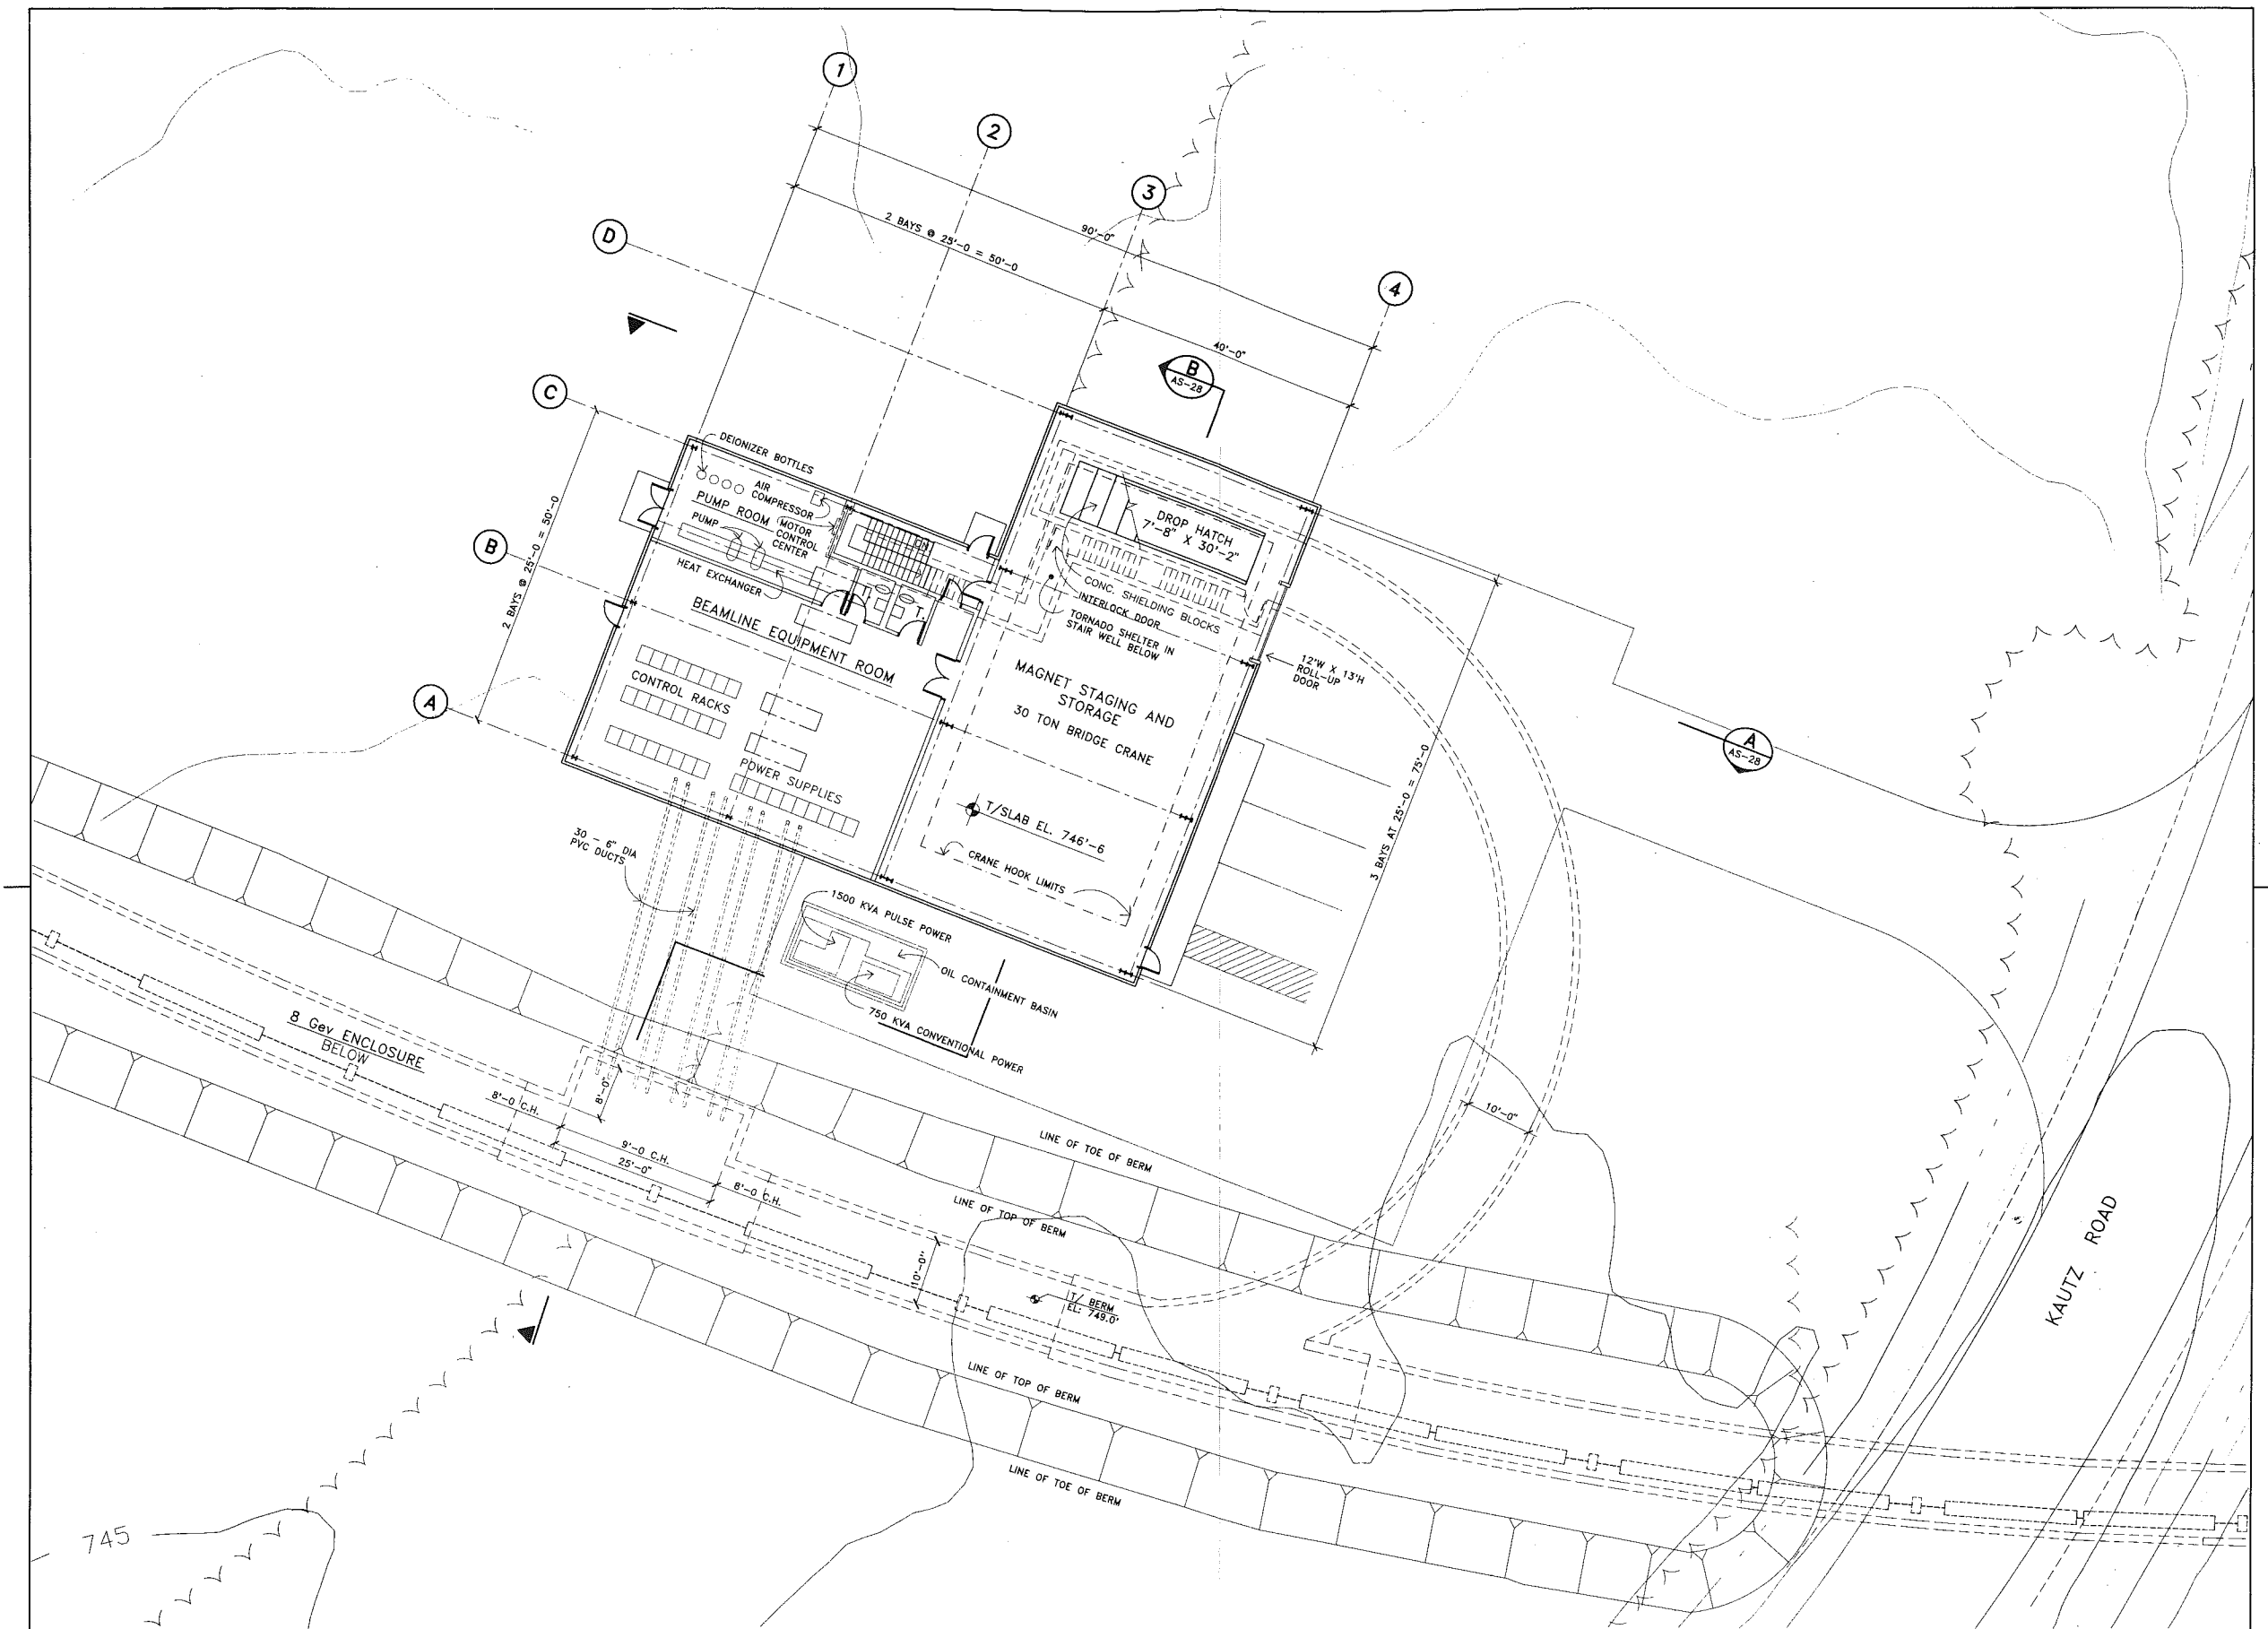 1
2
3
4
D
C
B
A
90'-0"
2 BAYS @ 25'-0 = 50'-0
40'-0"
B
AS-28
2 BAYS @ 25'-0 = 50'-0
DEIONIZER BOTTLES
AIR
COMPRESSOR
PUMP ROOM
MOTOR
CONTROL
CENTER
PUMP
HEAT EXCHANGER
BEAMLINE EQUIPMENT ROOM
CONTROL RACKS
POWER SUPPLIES
DROP HATCH
7'-8" X 30'-2"
CONC. SHIELDING BLOCKS
INTERLOCK DOOR
TORNADO SHELTER IN
STAIR WELL BELOW
MAGNET STAGING AND
STORAGE
30 TON BRIDGE CRANE
12'W X 13'H
ROLL-UP
DOOR
A
AS-28
T/SLAB EL. 746'-6
CRANE HOOK LIMITS
3 BAYS AT 25'-0 = 75'-0
30 - 6" DIA
PVC DUCTS
1500 KVA PULSE POWER
OIL CONTAINMENT BASIN
750 KVA CONVENTIONAL POWER
8 Gev ENCLOSURE
BELOW
8'-0 C.H.
8'-0"
9'-0 C.H.
25'-0"
8'-0 C.H.
10'-0"
10'-0"
LINE OF TOE OF BERM
LINE OF TOP OF BERM
T/ BERM
EL: 749.0'
LINE OF TOP OF BERM
LINE OF TOE OF BERM
KAUTZ ROAD
745